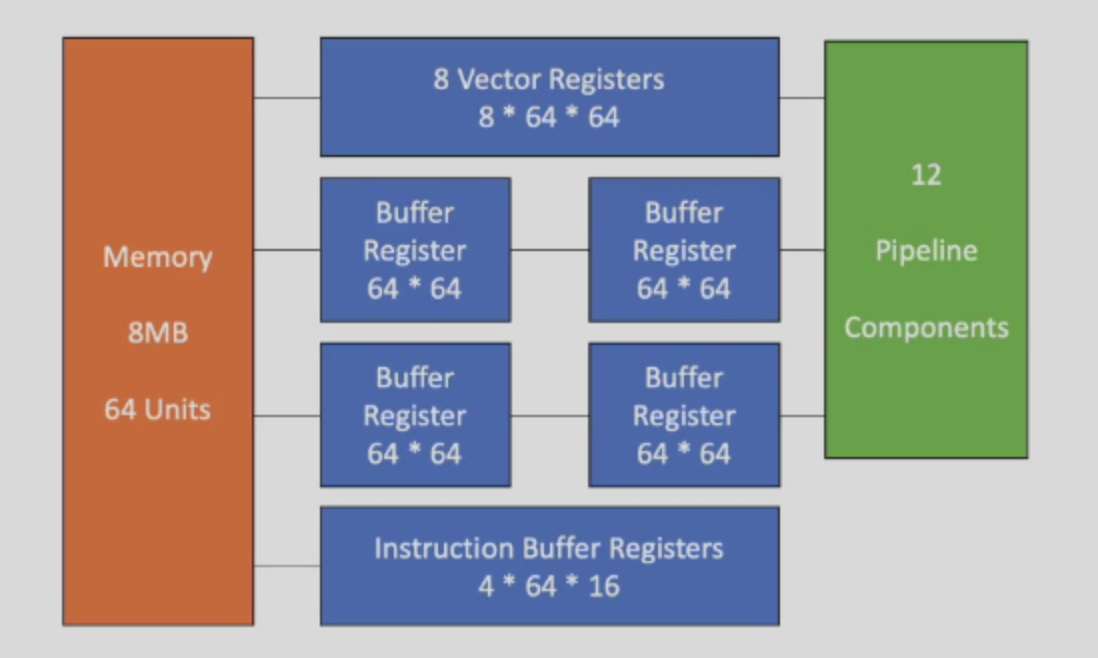 Memory
8MB
64 Units
8 Vector Registers
8 * 64 * 64
Buffer
Register
64 * 64
Buffer
Register
64 * 64
Buffer
Register
64 * 64
Buffer
Register
64 * 64
Instruction Buffer Registers
4 * 64 * 16
12
Pipeline
Components